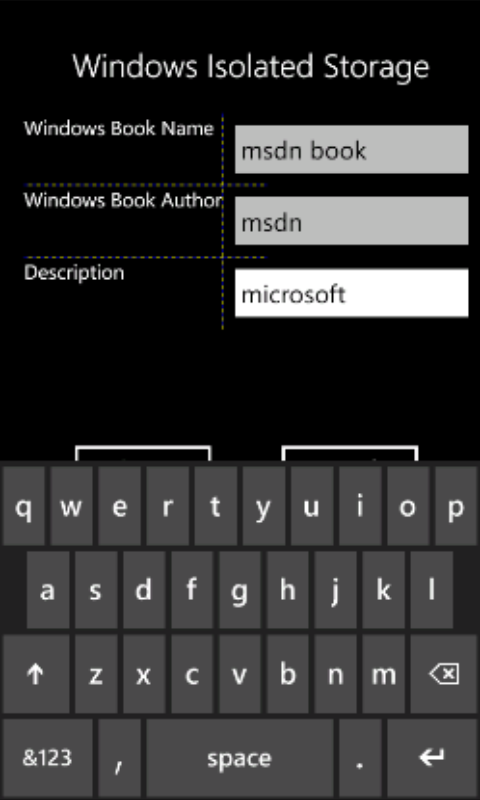 Windows Isolated Storage
Windows Book Name
msdn book
Windows Book Author
msdn
Description
microsoft
q w e r t y u i o p
a s d f g h j k l
z x c v b n m
&123 , space .